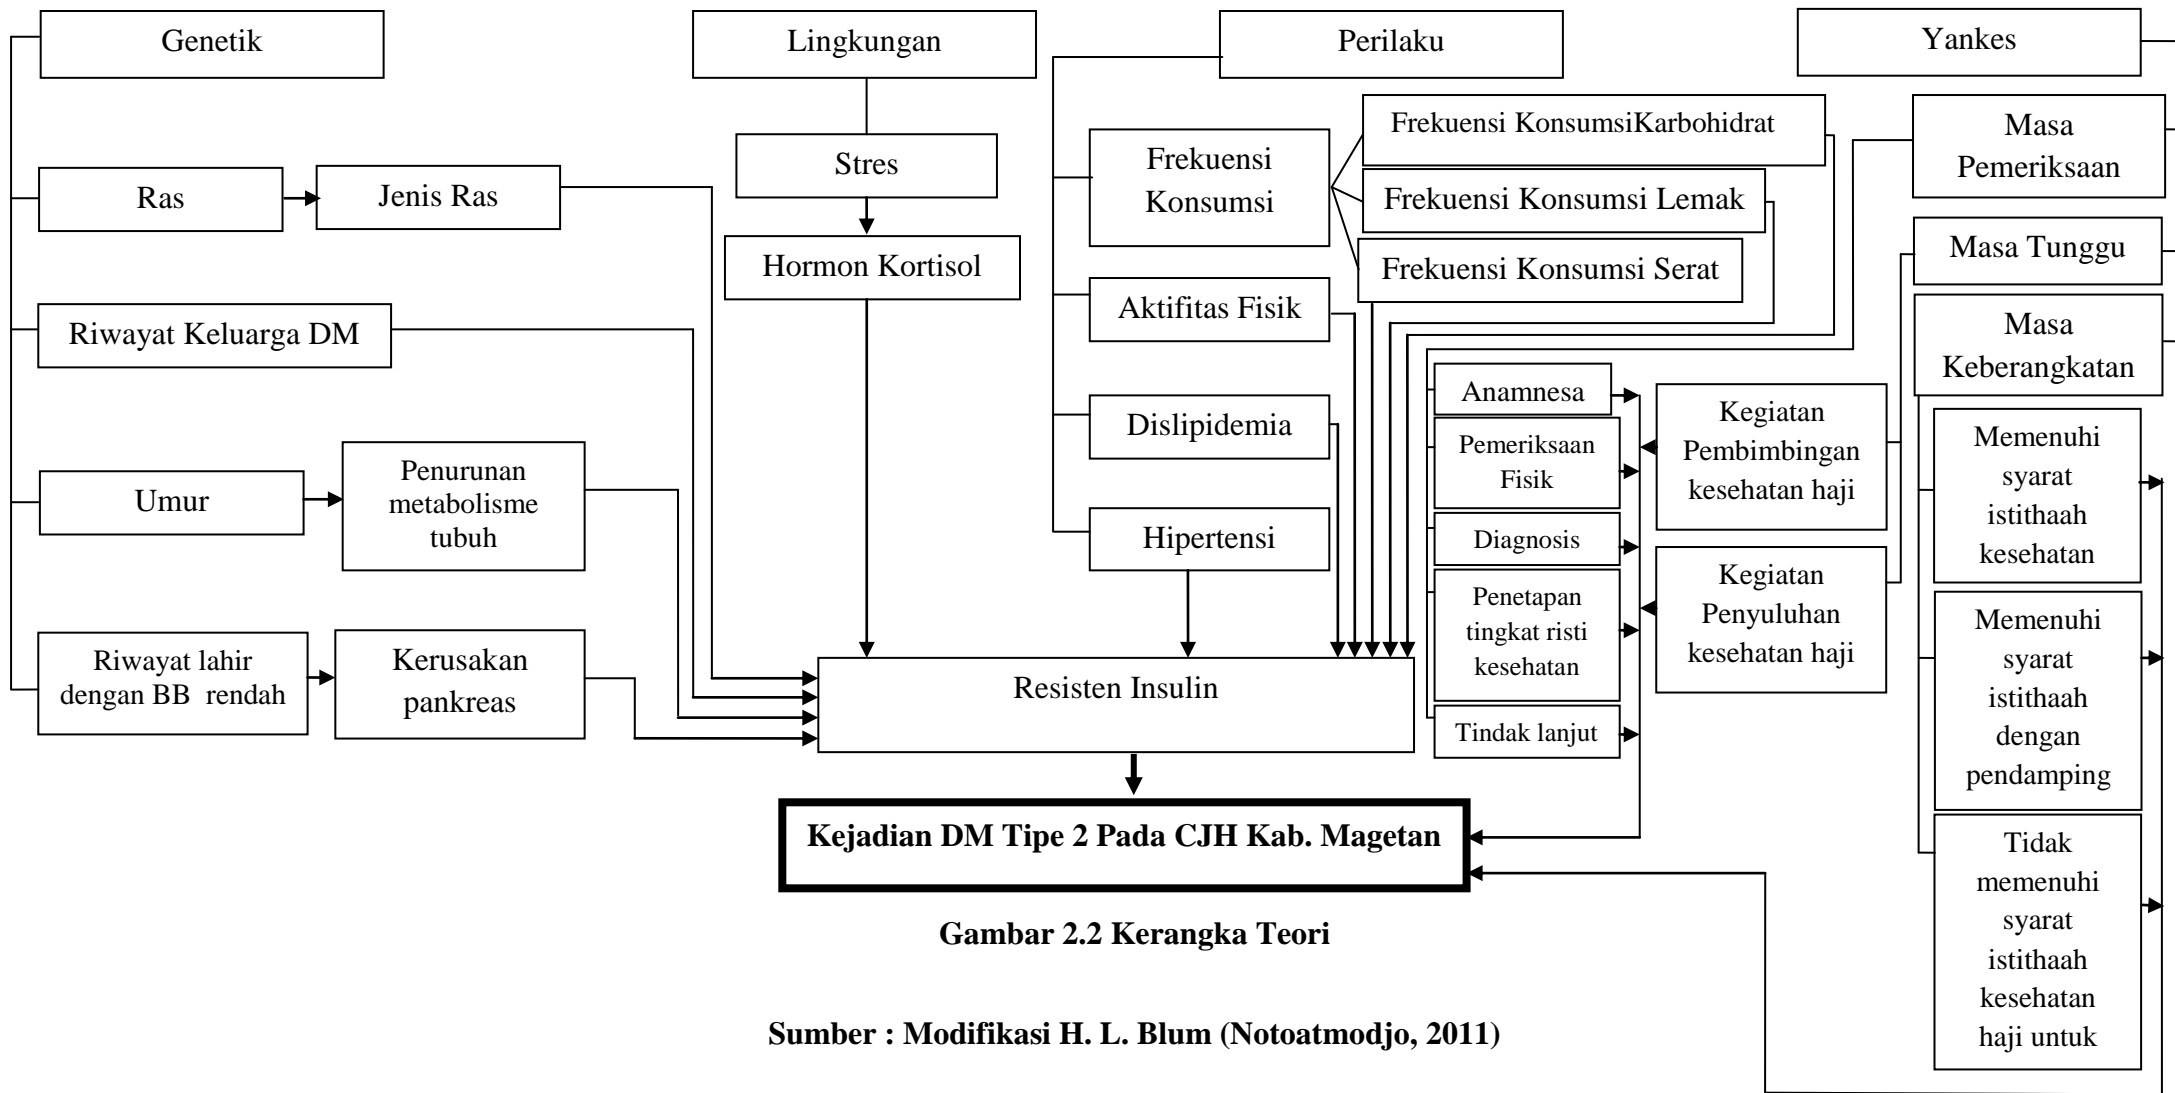 Genetik
Lingkungan
Perilaku
Yankes
Ras
Jenis Ras
Riwayat Keluarga DM
Umur
Penurunan
metabolisme
tubuh
Riwayat lahir
dengan BB  rendah
Kerusakan
pankreas
Stres
Hormon Kortisol
Frekuensi
Konsumsi
Frekuensi KonsumsiKarbohidrat
Frekuensi Konsumsi Lemak
Frekuensi Konsumsi Serat
Aktifitas Fisik
Dislipidemia
Hipertensi
Resisten Insulin
Masa
Pemeriksaan
Masa Tunggu
Masa
Keberangkatan
Anamnesa
Pemeriksaan
Fisik
Diagnosis
Penetapan
tingkat risti
kesehatan
Tindak lanjut
Kegiatan
Pembimbingan
kesehatan haji
Kegiatan
Penyuluhan
kesehatan haji
Memenuhi
syarat
istithaah
kesehatan
Memenuhi
syarat
istithaah
dengan
pendamping
Tidak
memenuhi
syarat
istithaah
kesehatan
haji untuk
Kejadian DM Tipe 2 Pada CJH Kab. Magetan
Gambar 2.2 Kerangka Teori
Sumber : Modifikasi H. L. Blum (Notoatmodjo, 2011)